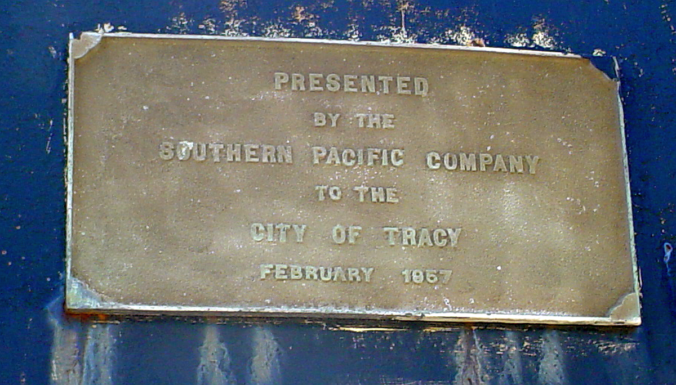 PRESENTED
BY THE
SOUTHERN PACIFIC COMPANY
TO THE
CITY OF TRACY
FEBRUARY 1957